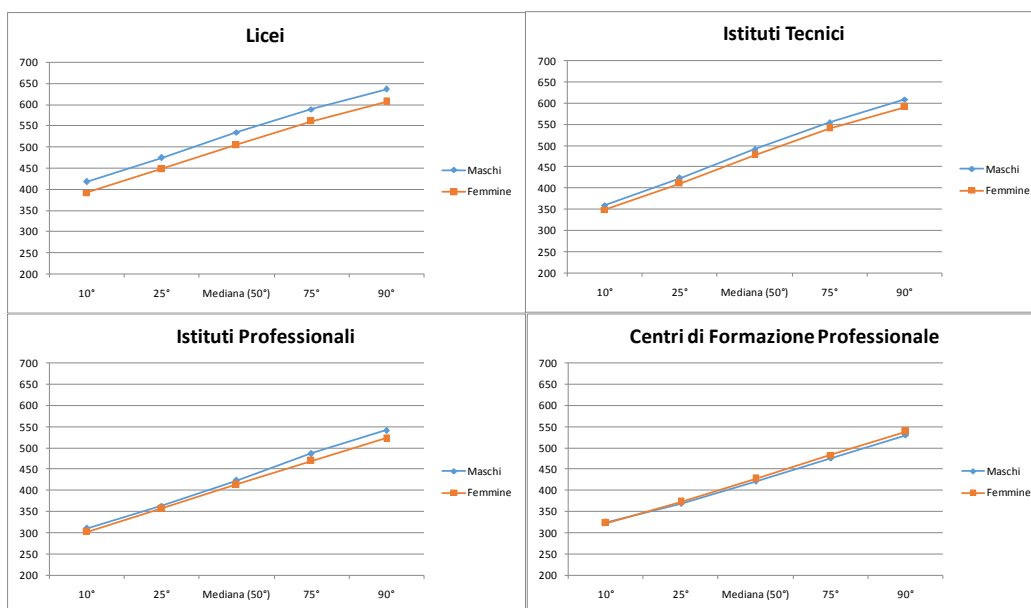 Licei
700
650
600
550
500
450
400
350
300
250
200
10° 25° Mediana (50°) 75° 90°
Maschi
Femmine
Istituti Tecnici
700
650
600
550
500
450
400
350
300
250
200
10° 25° Mediana (50°) 75° 90°
Maschi
Femmine
Istituti Professionali
700
650
600
550
500
450
400
350
300
250
200
10° 25° Mediana (50°) 75° 90°
Maschi
Femmine
Centri di Formazione Professionale
700
650
600
550
500
450
400
350
300
250
200
10° 25° Mediana (50°) 75° 90°
Maschi
Femmine